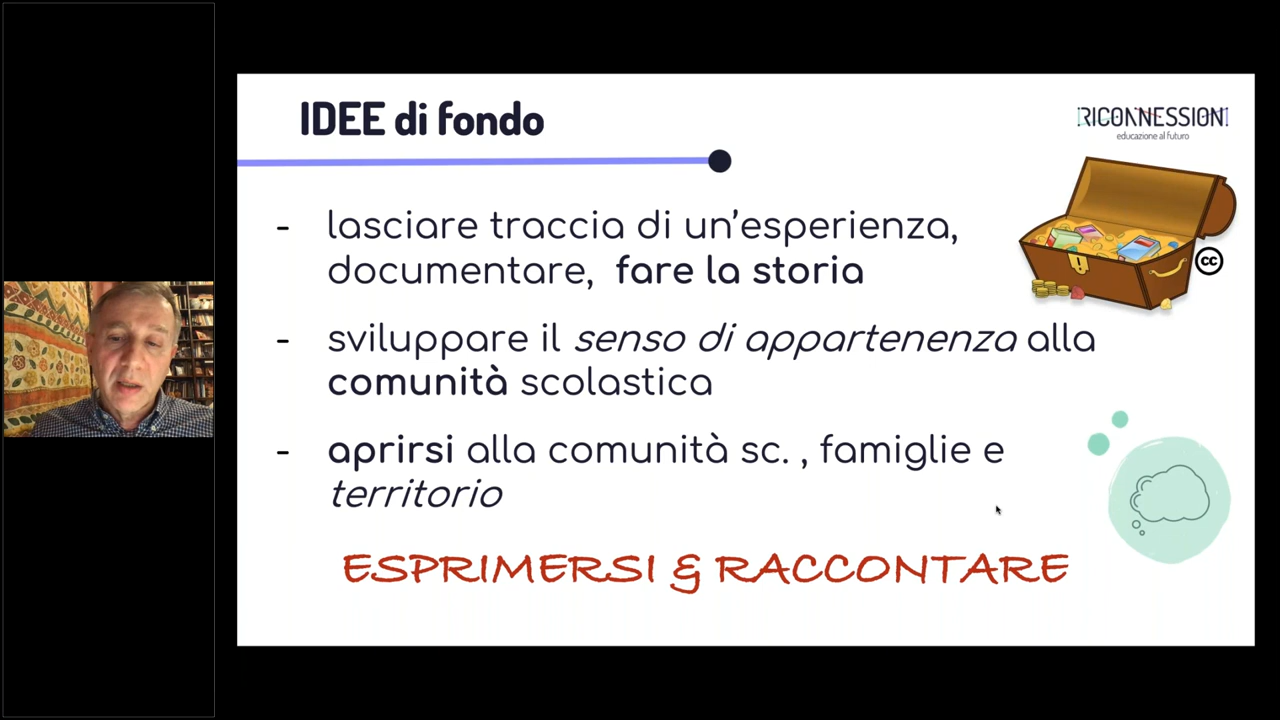 IDEE di fondo
RICONNESSIONI
educazione al futuro
- lasciare traccia di un'esperienza,
documentare, fare la storia
cc
- sviluppare il senso di appartenenza alla
comunità scolastica
- aprirsi alla comunità sc. , famiglie e
territorio
ESPRIMERSI & RACCONTARE